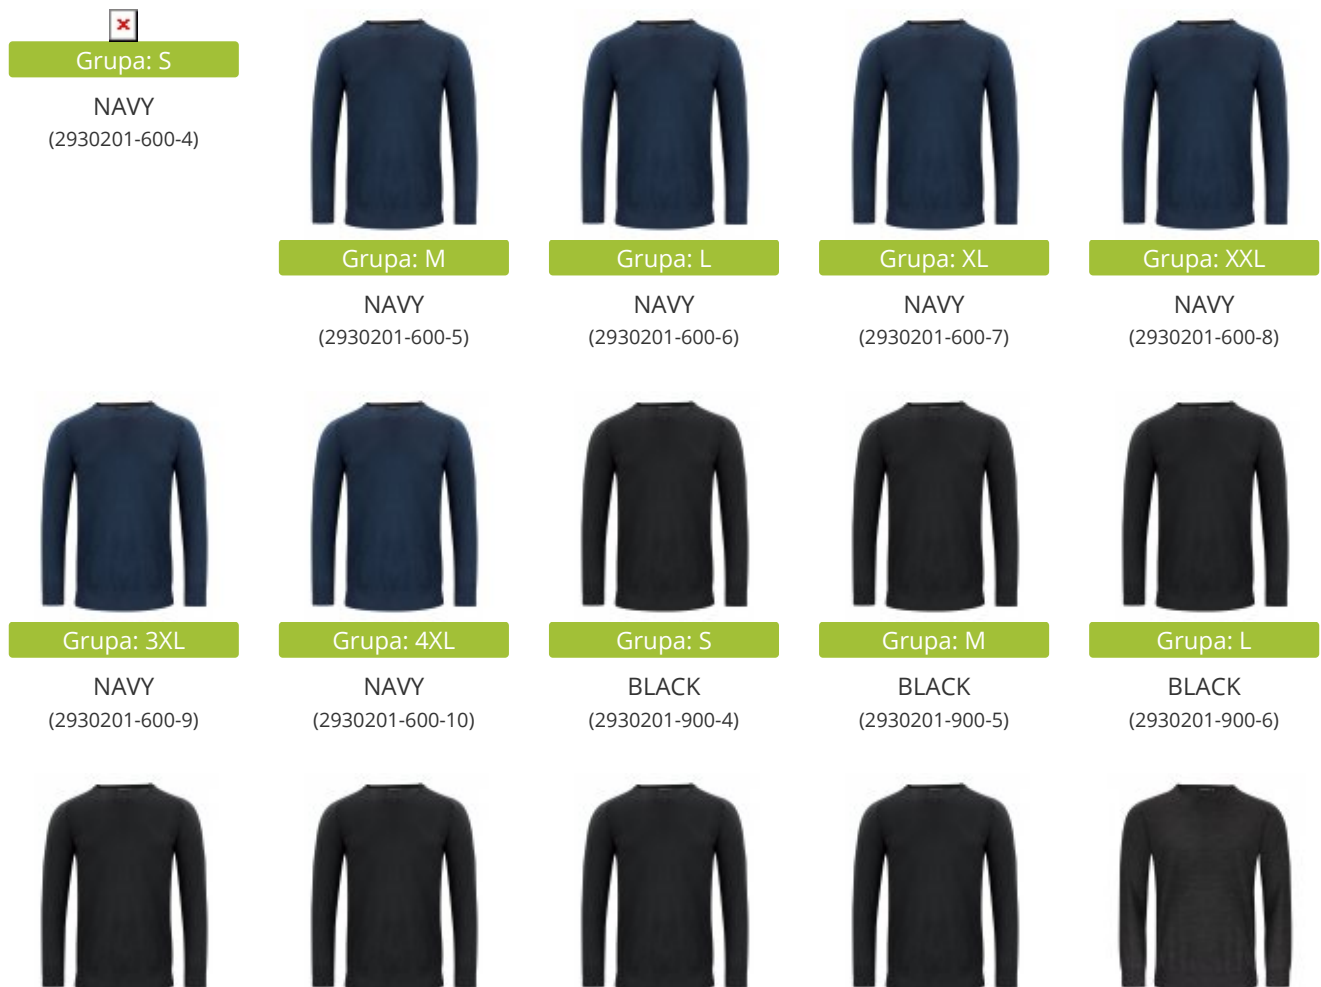 Grupa: S
NAVY
(2930201-600-4)
Grupa: M
NAVY
(2930201-600-5)
Grupa: L
NAVY
(2930201-600-6)
Grupa: XL
NAVY
(2930201-600-7)
Grupa: XXL
NAVY
(2930201-600-8)
Grupa: 3XL
NAVY
(2930201-600-9)
Grupa: 4XL
NAVY
(2930201-600-10)
Grupa: S
BLACK
(2930201-900-4)
Grupa: M
BLACK
(2930201-900-5)
Grupa: L
BLACK
(2930201-900-6)